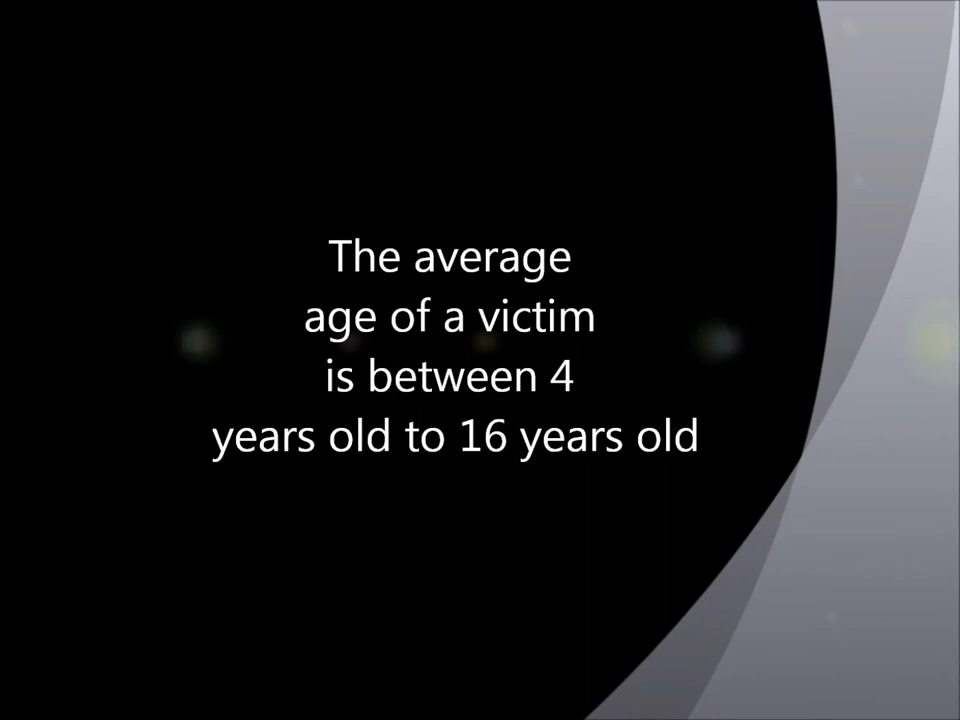 The average
age of a victim
is between 4
years old to 16 years old